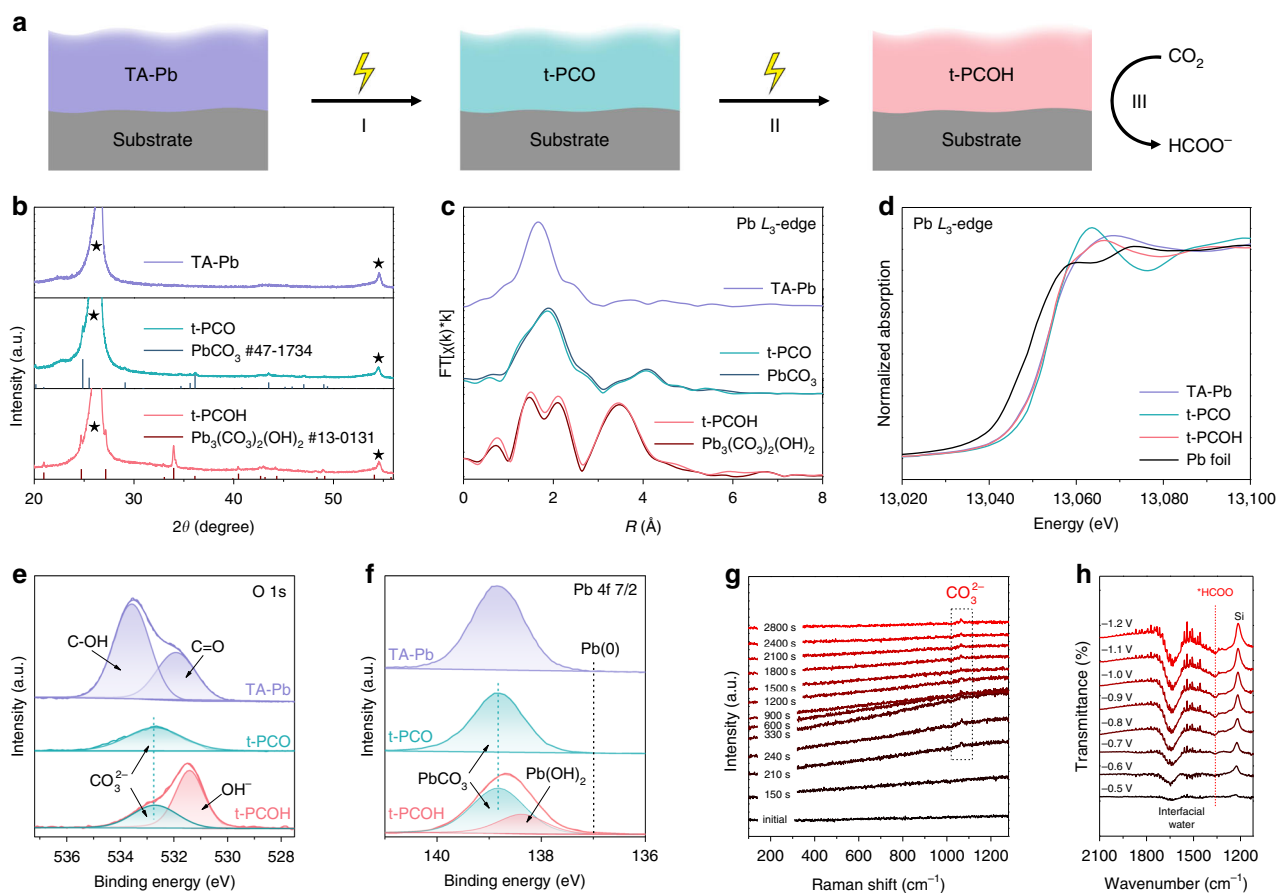 a
TA-Pb
Substrate
I
t-PCO
Substrate
II
t-PCOH
Substrate
CO₂
III
HCOO⁻
b
Intensity (a.u.)
★
★
TA-Pb
★
★
t-PCO
PbCO₃ #47-1734
★
★
t-PCOH
Pb₃(CO₃)₂(OH)₂ #13-0131
20 30 40 50
2θ (degree)
c
Pb L₃-edge
FT[χ(k)*k]
TA-Pb
t-PCO
PbCO₃
t-PCOH
Pb₃(CO₃)₂(OH)₂
0 2 4 6 8
R (Å)
d
Pb L₃-edge
Normalized absorption
TA-Pb
t-PCO
t-PCOH
Pb foil
13,020 13,040 13,060 13,080 13,100
Energy (eV)
e
O 1s
Intensity (a.u.)
C-OH
C=O
TA-Pb
t-PCO
CO₃²⁻
OH⁻
t-PCOH
536 534 532 530 528
Binding energy (eV)
f
Pb 4f 7/2
Intensity (a.u.)
Pb(0)
TA-Pb
t-PCO
PbCO₃
Pb(OH)₂
t-PCOH
140 138 136
Binding energy (eV)
g
CO₃²⁻
Intensity (a.u.)
2800 s
2400 s
2100 s
1800 s
1500 s
1200 s
900 s
600 s
330 s
240 s
210 s
150 s
initial
300 600 900 1200
Raman shift (cm⁻¹)
h
*HCOO
Si
Transmittance (%)
−1.2 V
−1.1 V
−1.0 V
−0.9 V
−0.8 V
−0.7 V
−0.6 V
−0.5 V
Interfacial
water
2100 1800 1500 1200
Wavenumber (cm⁻¹)